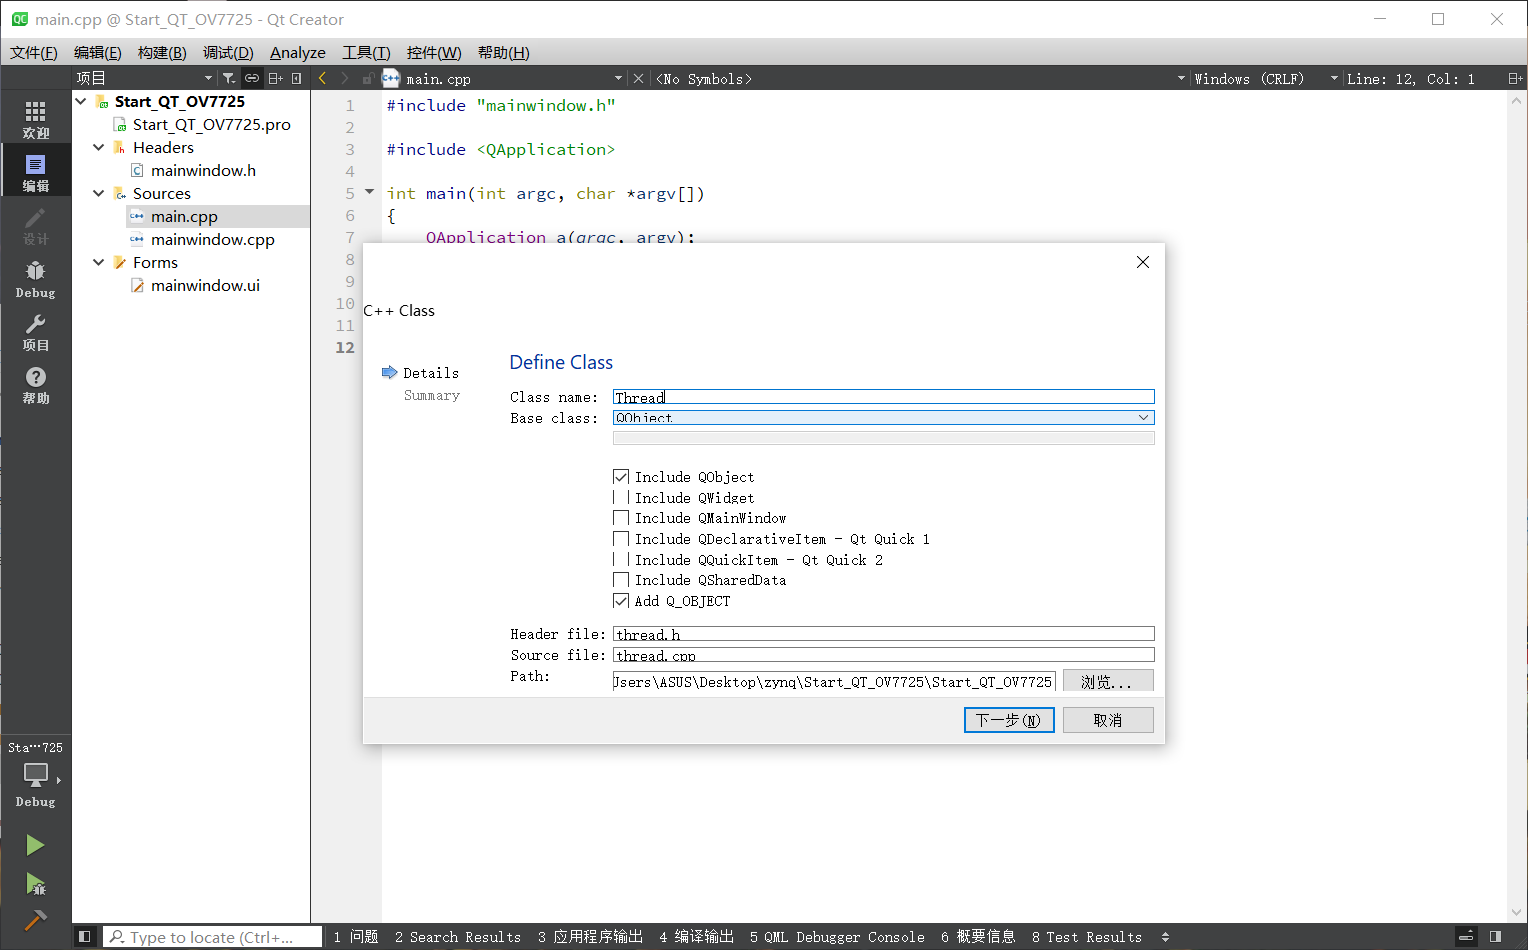 main.cpp @ Start_QT_OV7725 - Qt Creator
文件(F) 编辑(E) 构建(B) 调试(D) Analyze 工具(T) 控件(W) 帮助(H)
项目 main.cpp <No Symbols> Windows (CRLF) Line: 12, Col: 1
欢迎
编辑
设计
Debug
项目
帮助
Sta…725
Debug
Start_QT_OV7725
Start_QT_OV7725.pro
Headers
mainwindow.h
Sources
main.cpp
mainwindow.cpp
Forms
mainwindow.ui
1 #include "mainwindow.h"
2
3 #include <QApplication>
4
5 int main(int argc, char *argv[])
6 {
7 QApplication a(argc, argv);
8
9
10
11
12
C++ Class
Details
Summary
Define Class
Class name: Thread
Base class: QObject
Include QObject
Include QWidget
Include QMainWindow
Include QDeclarativeItem - Qt Quick 1
Include QQuickItem - Qt Quick 2
Include QSharedData
Add Q_OBJECT
Header file: thread.h
Source file: thread.cpp
Path: Users\ASUS\Desktop\zynq\Start_QT_OV7725\Start_QT_OV7725 浏览...
下一步(N) 取消
Type to locate (Ctrl+... 1 问题 2 Search Results 3 应用程序输出 4 编译输出 5 QML Debugger Console 6 概要信息 8 Test Results